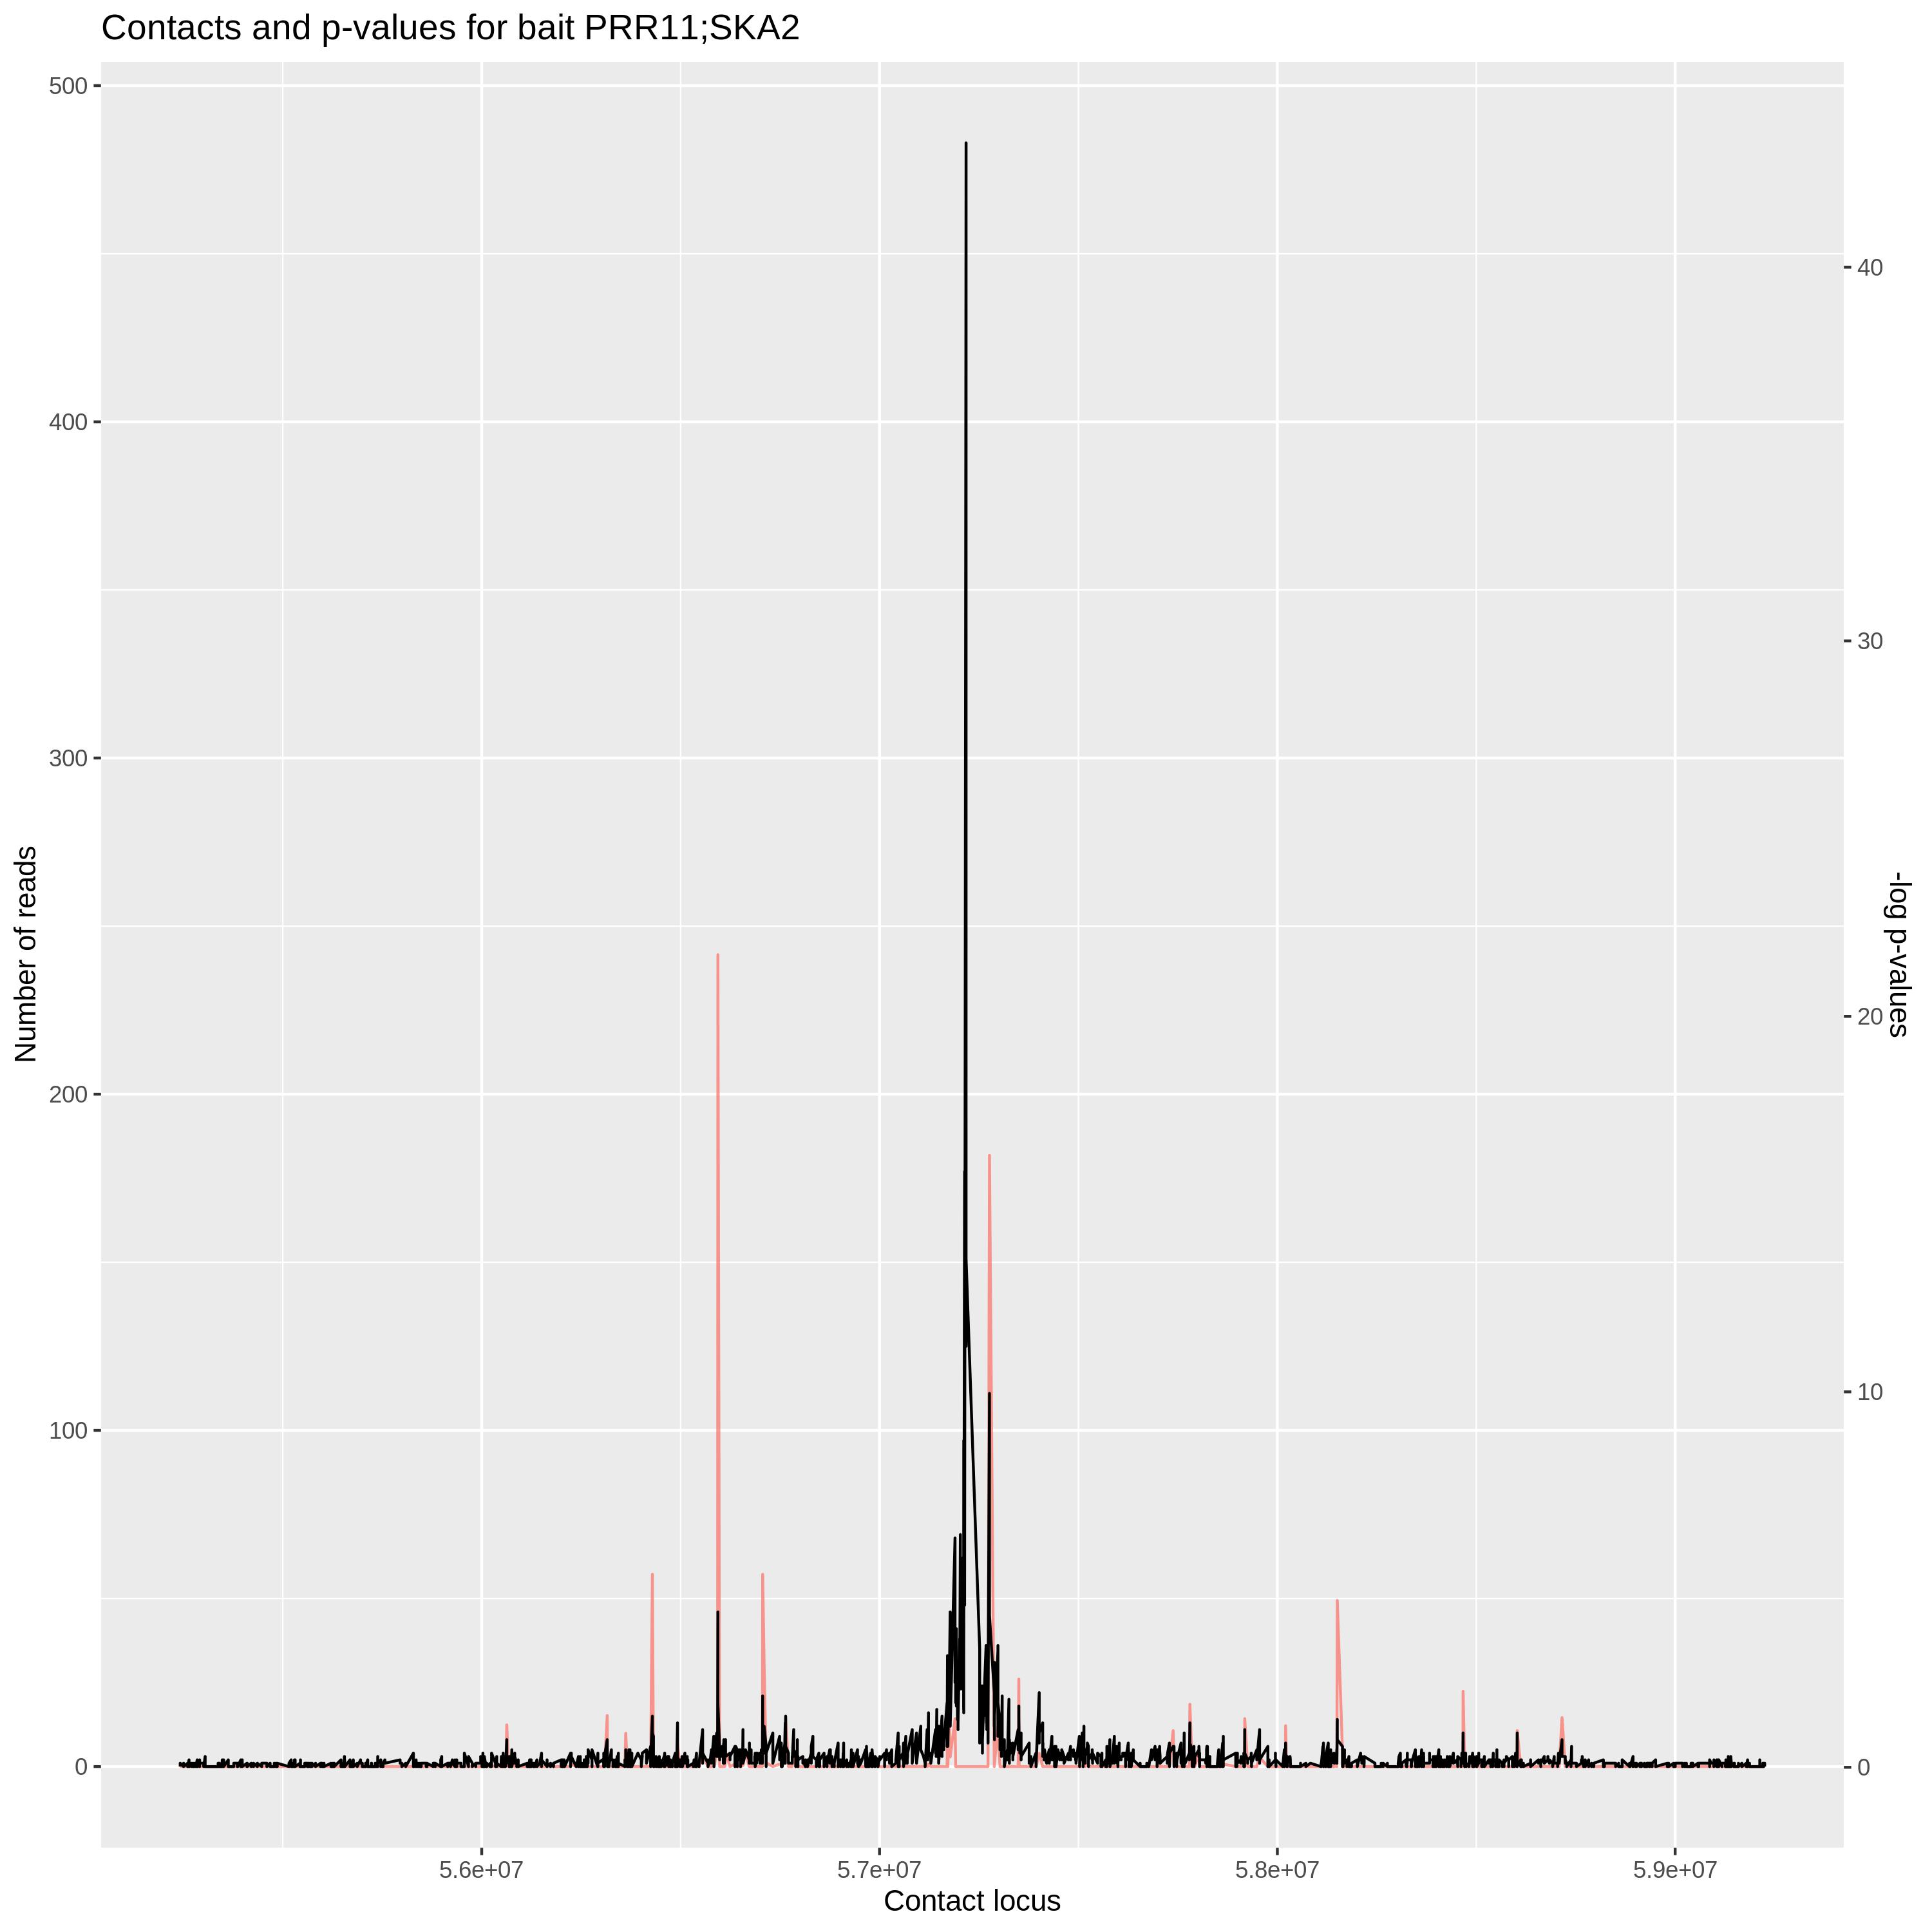 Contacts and p-values for bait PRR11;SKA2
500
400
300
200
100
0
Number of reads
40
30
20
10
0
-log p-values
5.6e+07
5.7e+07
5.8e+07
5.9e+07
Contact locus